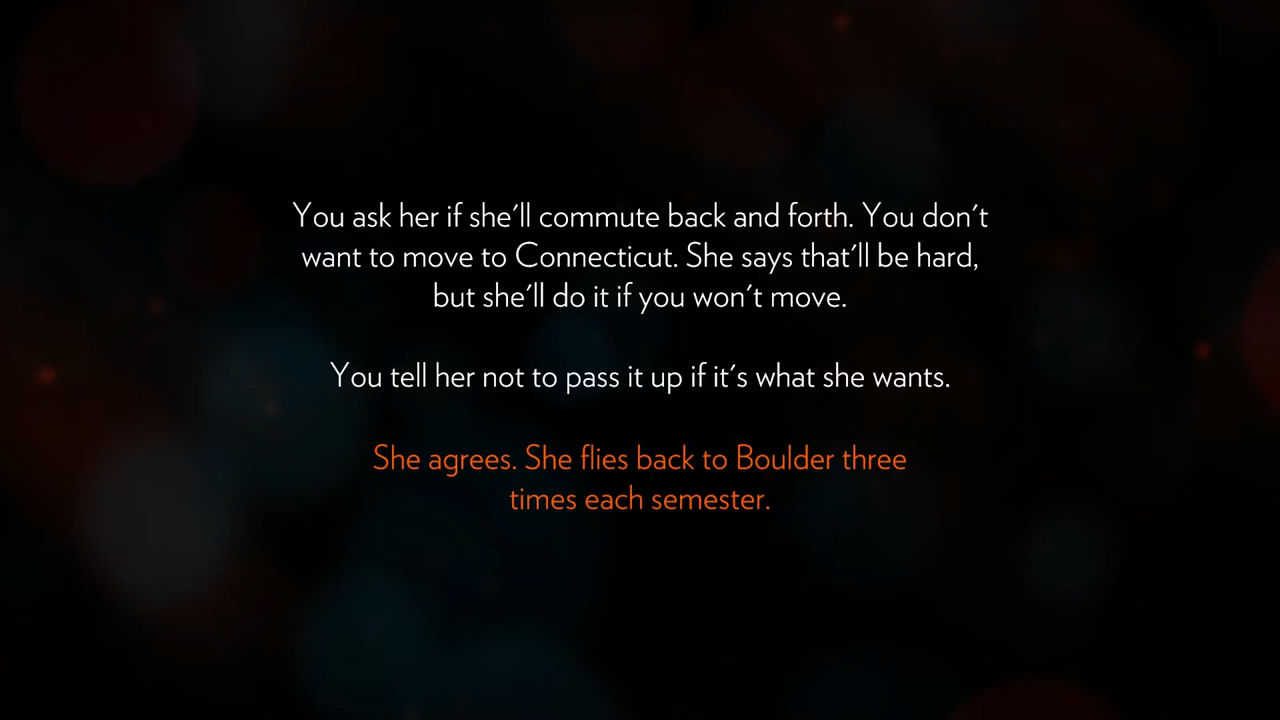 You ask her if she'll commute back and forth. You don't
want to move to Connecticut. She says that'll be hard,
but she'll do it if you won't move.
You tell her not to pass it up if it's what she wants.
She agrees. She flies back to Boulder three
times each semester.